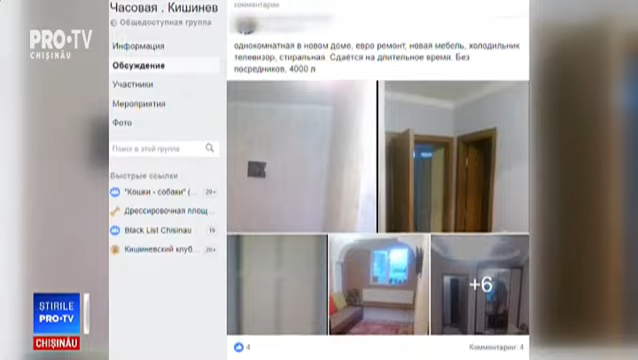 комментарии
Часовая . Кишинев
Общедоступная группа
PRO•TV
CHIȘINĂU
Информация
Обсуждение
Участники
Мероприятия
Фото
Поиск в этой группе
Быстрые ссылки
"Кошки - собаки" (... 20+
Дрессировочная площ...
Black List Chisinau
Кишиневский клуб... 20+
однокомнатная в новом доме, евро ремонт, новая мебель, холодильник
телевизор, стиральная. Сдаётся на длительное время. Без
посредников, 4000 л
+6
4
Комментарии: 4
ȘTIRILE
PRO•TV
CHIȘINĂU